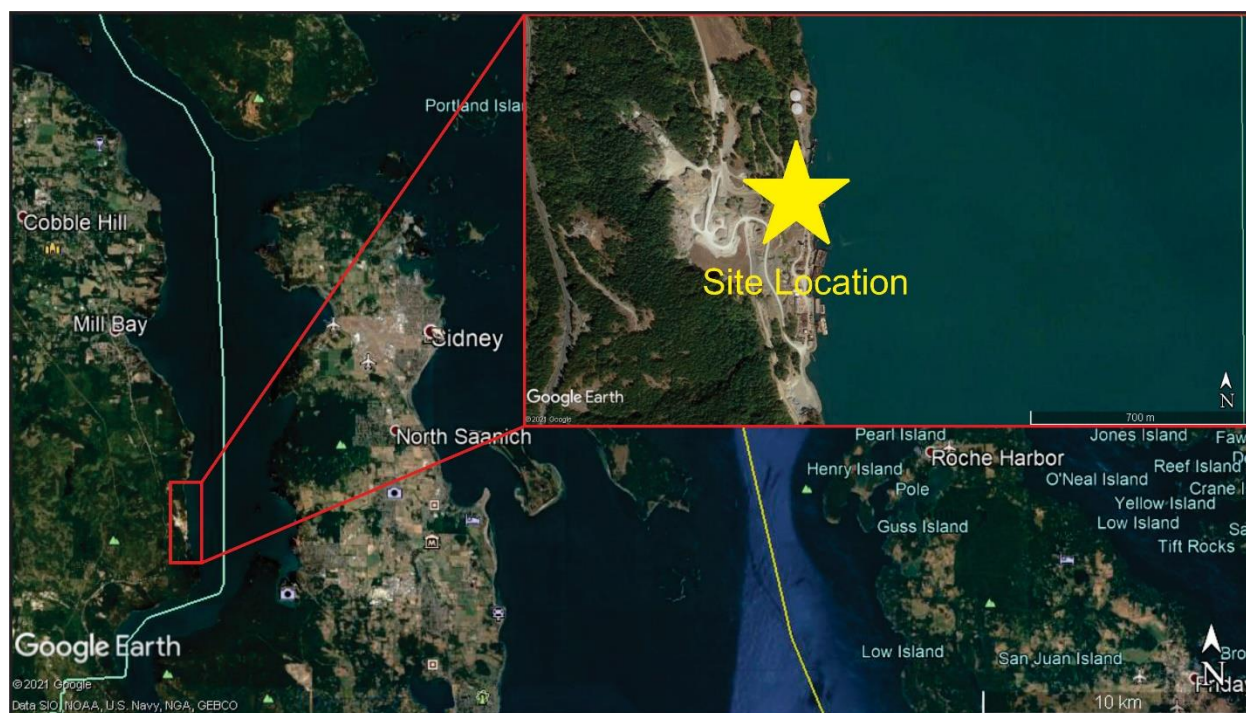 Portland Islan
Cobble Hill
Mill Bay
Sidney
North Saanich
Site Location
Google Earth
©2021 Google
N
700 m
Pearl Island
Jones Island
Roche Harbor
Henry Island
O'Neal Island
Reef Island
Crane I
Pole
Yellow Island
Guss Island
Low Island
Tift Rocks
Low Island
San Juan Island
N
10 km
Google Earth
©2021 Google
Data SIO, NOAA, U.S. Navy, NGA, GEBCO